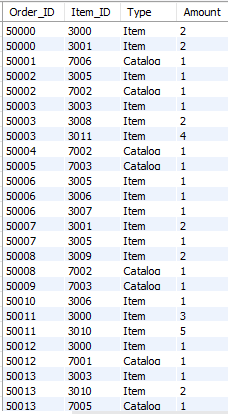 Order_ID Item_ID Type Amount
50000 3000 Item 2
50000 3001 Item 2
50001 7006 Catalog 1
50002 3005 Item 1
50002 7002 Catalog 1
50003 3003 Item 1
50003 3008 Item 2
50003 3011 Item 4
50004 7002 Catalog 1
50005 7003 Catalog 1
50006 3005 Item 1
50006 3006 Item 1
50006 3007 Item 1
50007 3001 Item 2
50007 3005 Item 1
50008 3009 Item 2
50008 7002 Catalog 1
50009 7003 Catalog 1
50010 3006 Item 1
50011 3000 Item 3
50011 3010 Item 5
50012 3000 Item 1
50012 7001 Catalog 1
50013 3003 Item 1
50013 3010 Item 2
50013 7005 Catalog 1